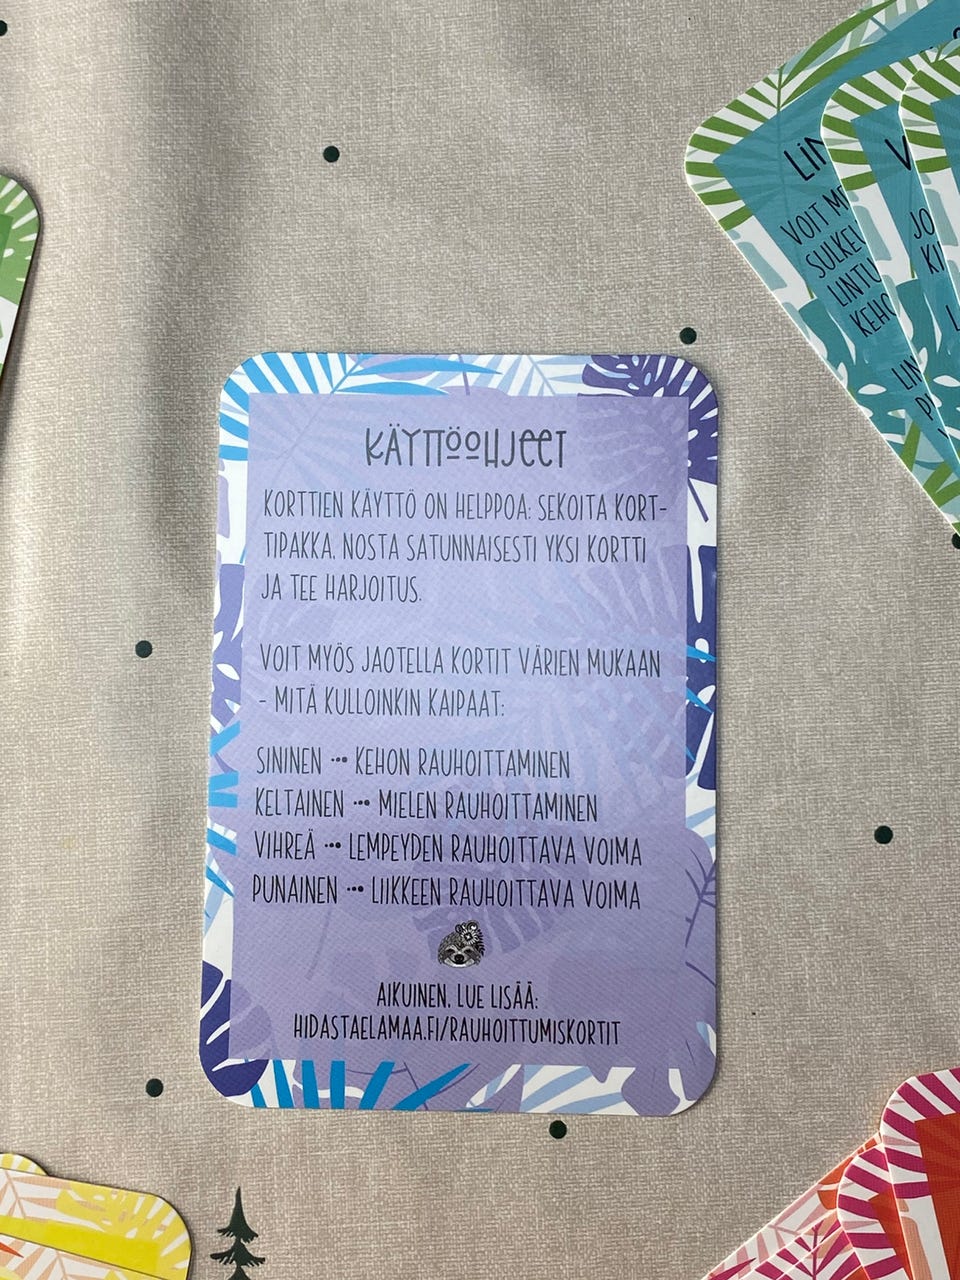 KÄYTTÖOHJEET
KORTTIEN KÄYTTÖ ON HELPPOA: SEKOITA KORT-
TIPAKKA, NOSTA SATUNNAISESTI YKSI KORTTI
JA TEE HARJOITUS.
VOIT MYÖS JAOTELLA KORTIT VÄRIEN MUKAAN
- MITÄ KULLOINKIN KAIPAAT:
SININEN ••• KEHON RAUHOITTAMINEN
KELTAINEN ••• MIELEN RAUHOITTAMINEN
VIHREÄ ••• LEMPEYDEN RAUHOITTAVA VOIMA
PUNAINEN ••• LIIKKEEN RAUHOITTAVA VOIMA
AIKUINEN, LUE LISÄÄ:
HIDASTAELAMAA.FI/RAUHOITTUMISKORTIT
VOIT